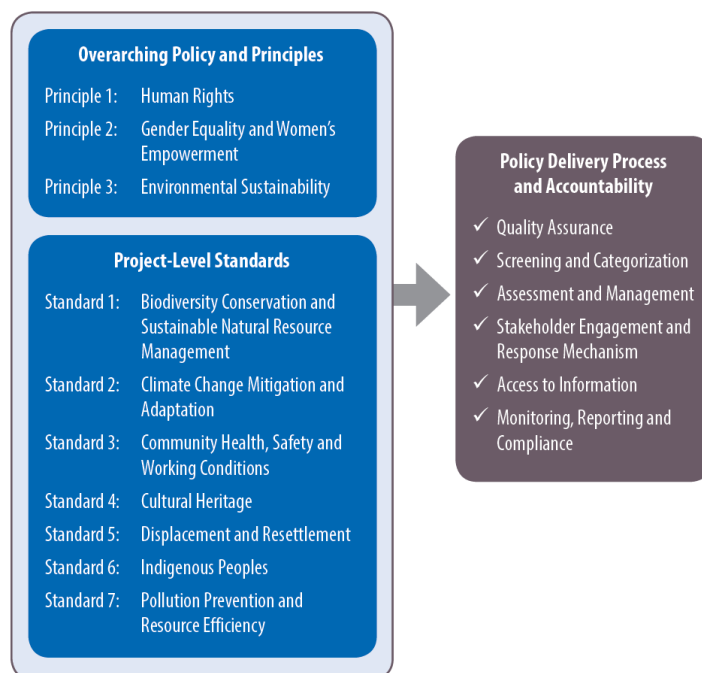 Overarching Policy and Principles
Principle 1: Human Rights
Principle 2: Gender Equality and Women's
Empowerment
Principle 3: Environmental Sustainability
Project-Level Standards
Standard 1: Biodiversity Conservation and
Sustainable Natural Resource
Management
Standard 2: Climate Change Mitigation and
Adaptation
Standard 3: Community Health, Safety and
Working Conditions
Standard 4: Cultural Heritage
Standard 5: Displacement and Resettlement
Standard 6: Indigenous Peoples
Standard 7: Pollution Prevention and
Resource Efficiency
Policy Delivery Process
and Accountability
✓ Quality Assurance
✓ Screening and Categorization
✓ Assessment and Management
✓ Stakeholder Engagement and
Response Mechanism
✓ Access to Information
✓ Monitoring, Reporting and
Compliance